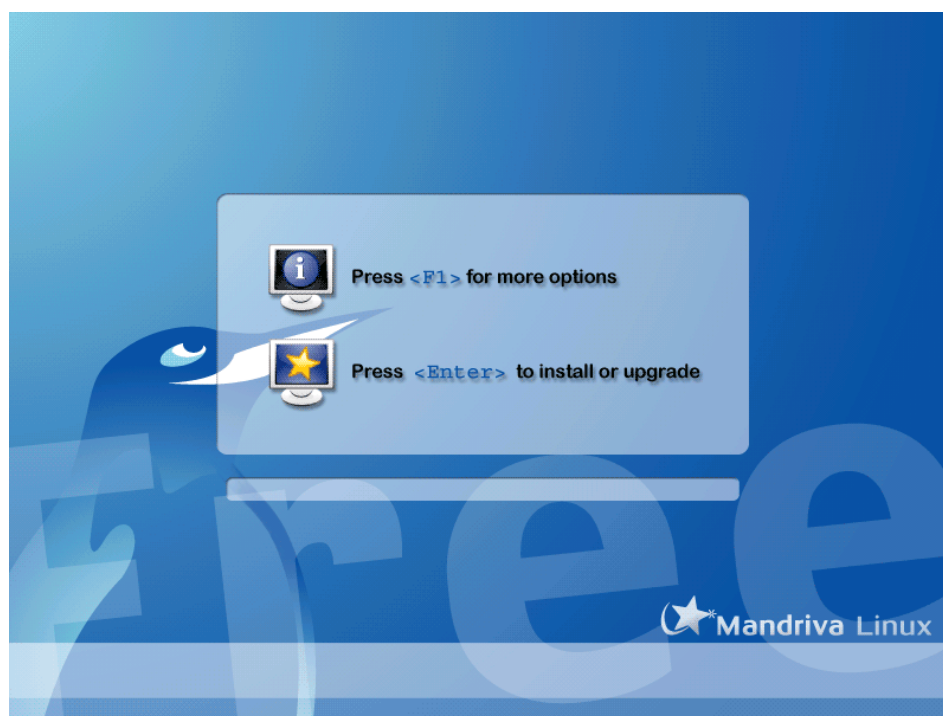 Press <F1> for more options
Press <Enter> to install or upgrade
Free
Mandriva Linux